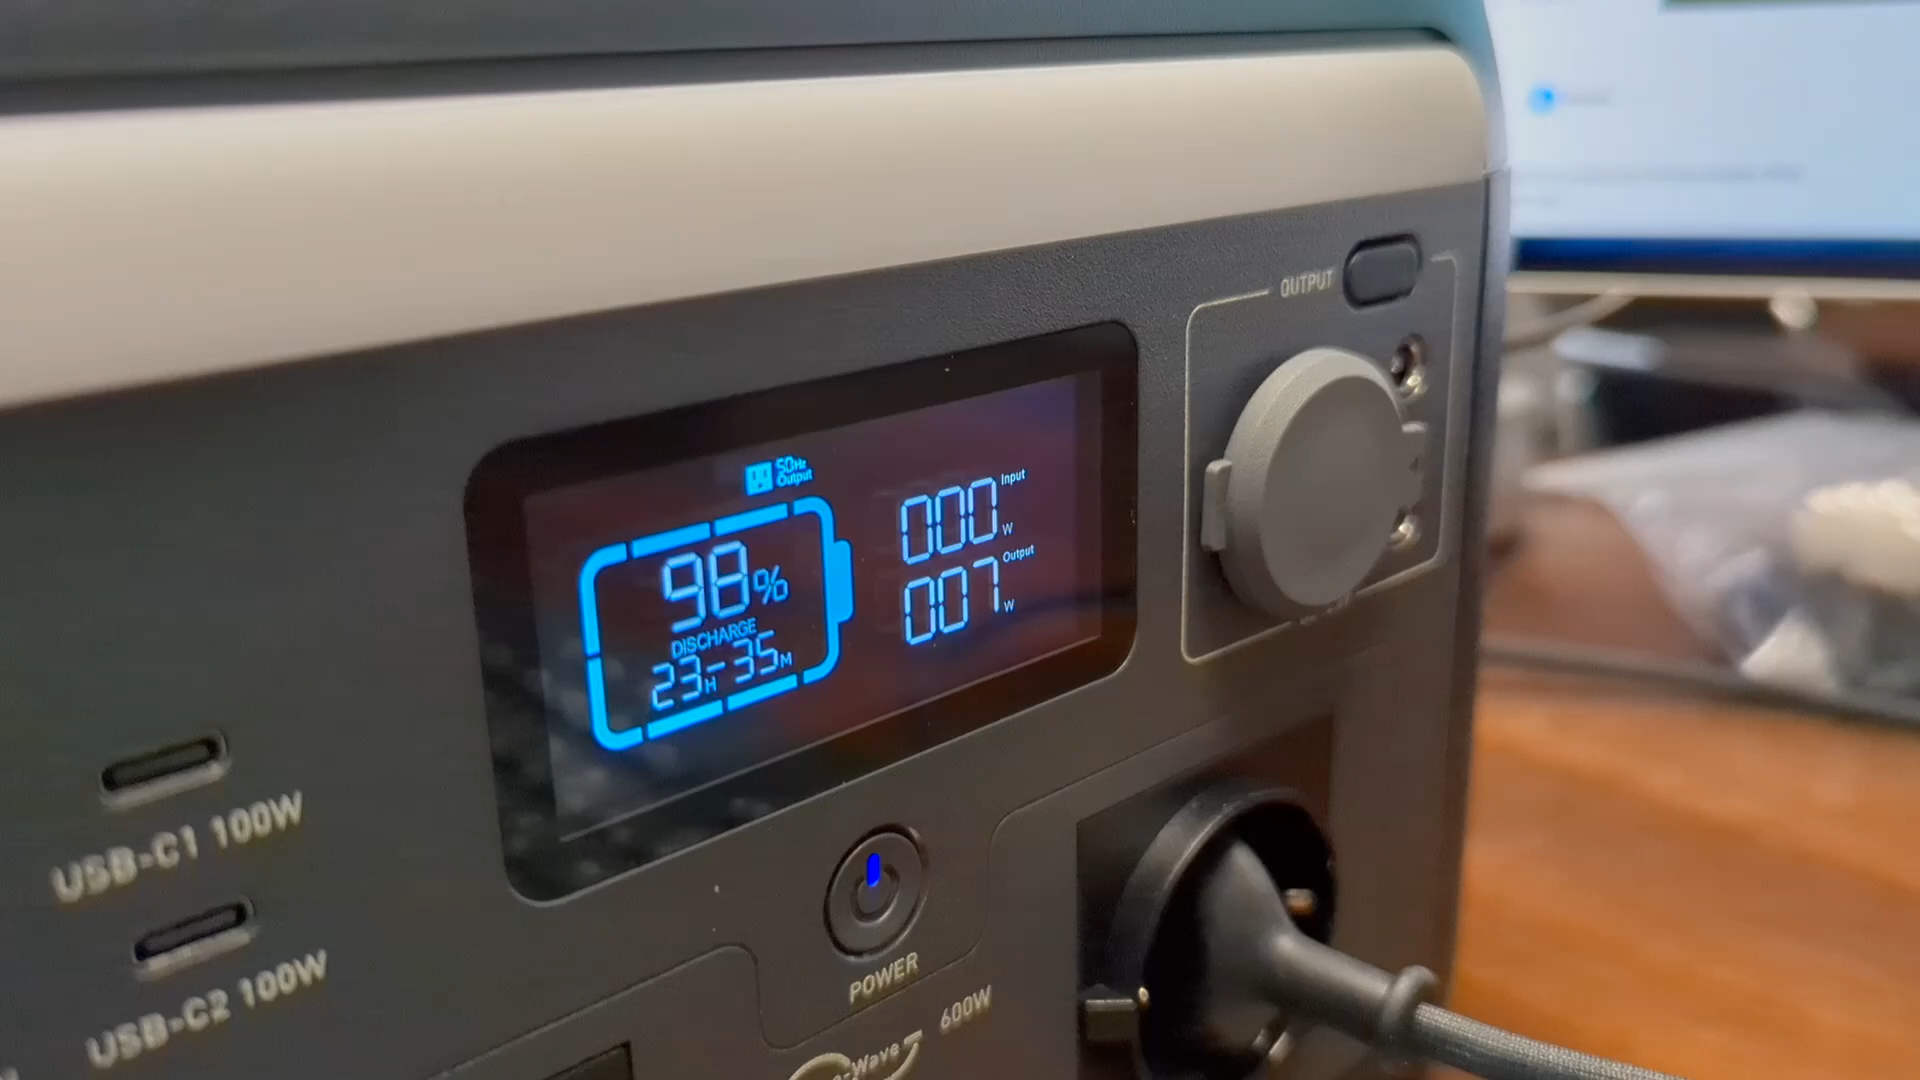 OUTPUT
50Hz
Output
98%
DISCHARGE
23H-35M
000 Input
W
007 Output
W
USB-C1 100W
USB-C2 100W
POWER
600W
-Wave